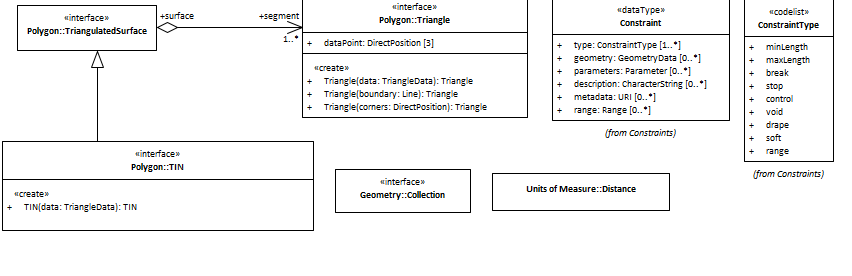 «interface»
Polygon::TriangulatedSurface
+surface
+segment
1..*
«interface»
Polygon::Triangle
+ dataPoint: DirectPosition [3]
«create»
+ Triangle(data: TriangleData): Triangle
+ Triangle(boundary: Line): Triangle
+ Triangle(corners: DirectPosition): Triangle
«dataType»
Constraint
+ type: ConstraintType [1..*]
+ geometry: GeometryData [0..*]
+ parameters: Parameter [0..*]
+ description: CharacterString [0..*]
+ metadata: URI [0..*]
+ range: Range [0..*]
(from Constraints)
«codelist»
ConstraintType
+ minLength
+ maxLength
+ break
+ stop
+ control
+ void
+ drape
+ soft
+ range
(from Constraints)
«interface»
Polygon::TIN
«create»
+ TIN(data: TriangleData): TIN
«interface»
Geometry::Collection
Units of Measure::Distance